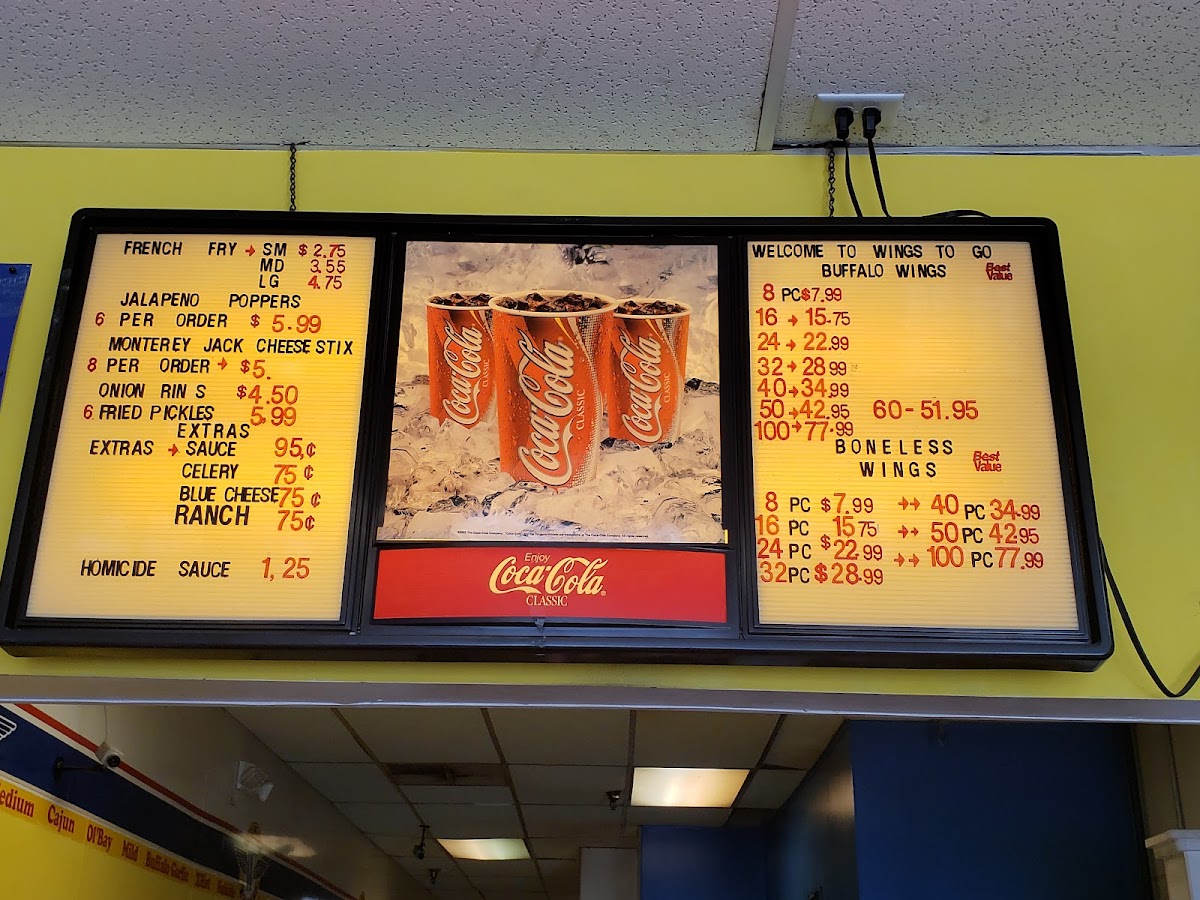 FRENCH FRY → SM $ 2.75
MD 3.55
LG 4.75
JALAPENO POPPERS
6 PER ORDER $ 5.99
MONTEREY JACK CHEESE STIX
8 PER ORDER → $5.
ONION RIN S $4.50
6 FRIED PICKLES 5.99
EXTRAS
EXTRAS → SAUCE 95,¢
CELERY 75 ¢
BLUE CHEESE 75 ¢
RANCH 75¢
HOMICIDE SAUCE 1,25
Coca-Cola CLASSIC
Coca-Cola CLASSIC
Coca-Cola CLASSIC
Enjoy
Coca-Cola
CLASSIC
WELCOME TO WINGS TO GO
BUFFALO WINGS Best Value
8 PC $7.99
16 → 15.75
24 → 22.99
32 → 28.99
40 → 34.99
50 → 42.95 60-51.95
100 → 77.99
BONELESS
WINGS Best Value
8 PC $7.99 →→ 40 PC 34.99
16 PC 15 75 →→ 50 PC 42.95
24 PC $22.99 →→ 100 PC 77.99
32 PC $28.99
edium Cajun Ol'Bay Mild Buffalo Garlic